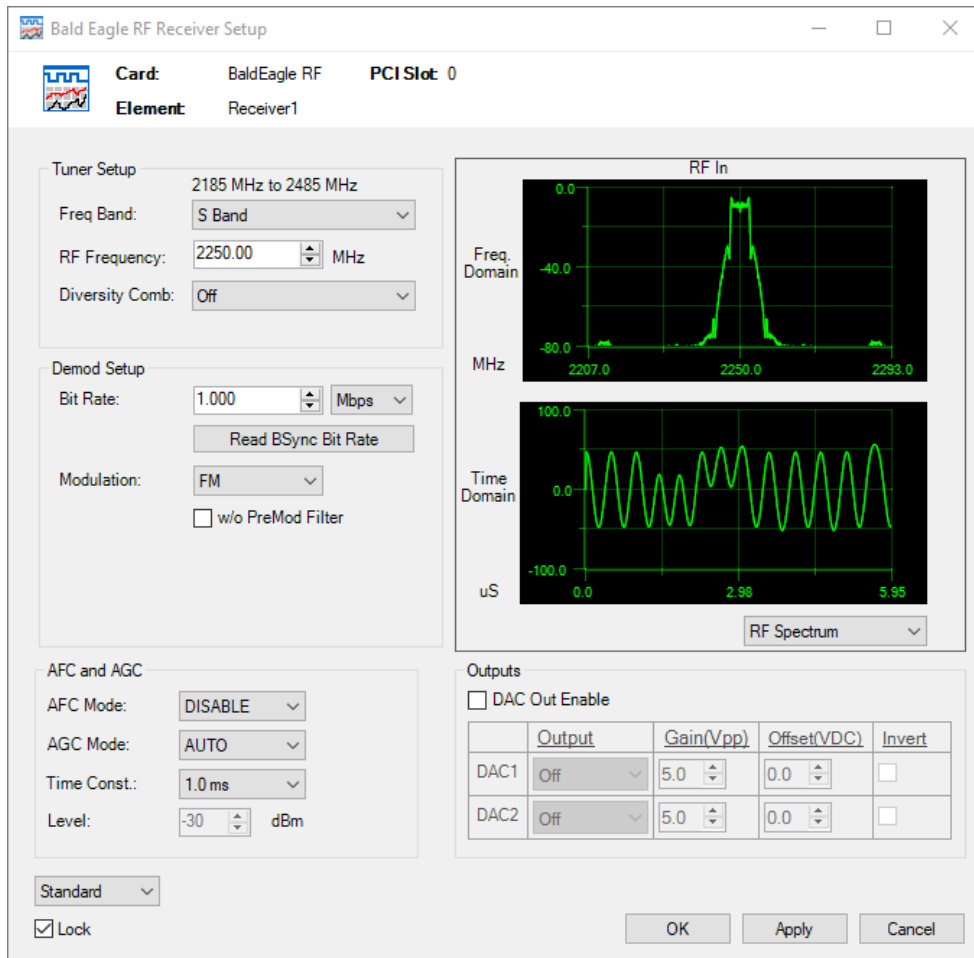 Bald Eagle RF Receiver Setup
Card: BaldEagle RF PCI Slot: 0
Element: Receiver1
Tuner Setup
2185 MHz to 2485 MHz
Freq Band: S Band
RF Frequency: 2250.00 MHz
Diversity Comb: Off
Demod Setup
Bit Rate: 1.000 Mbps
Read BSync Bit Rate
Modulation: FM
w/o PreMod Filter
RF In
0.0
Freq.
Domain
-40.0
-80.0
MHz 2207.0 2250.0 2293.0
100.0
Time
Domain
0.0
-100.0
uS 0.0 2.98 5.95
RF Spectrum
AFC and AGC
AFC Mode: DISABLE
AGC Mode: AUTO
Time Const.: 1.0 ms
Level: -30 dBm
Outputs
DAC Out Enable
Output Gain(Vpp) Offset(VDC) Invert
DAC1 Off 5.0 0.0
DAC2 Off 5.0 0.0
Standard
Lock
OK Apply Cancel